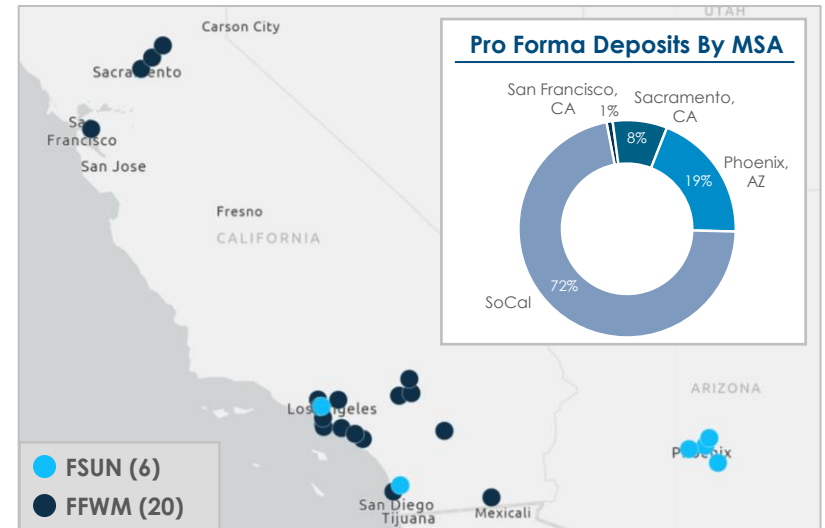 UTAH
Carson City
Sacramento
San
Francisco
San Jose
Fresno
CALIFORNIA
Pro Forma Deposits By MSA
San Francisco,
CA
1%
Sacramento,
CA
8%
Phoenix,
AZ
19%
72%
SoCal
Los Angeles
ARIZONA
Phoenix
San Diego
Tijuana
Mexicali
FSUN (6)
FFWM (20)